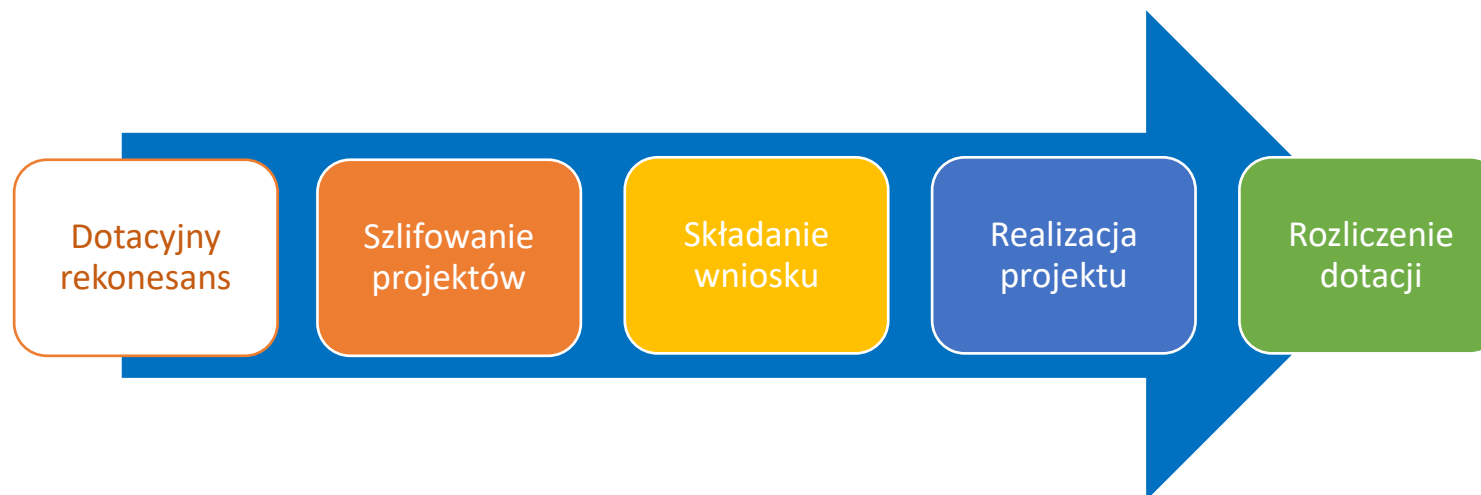 Dotacyjny
rekonesans
Szlifowanie
projektów
Składanie
wniosku
Realizacja
projektu
Rozliczenie
dotacji